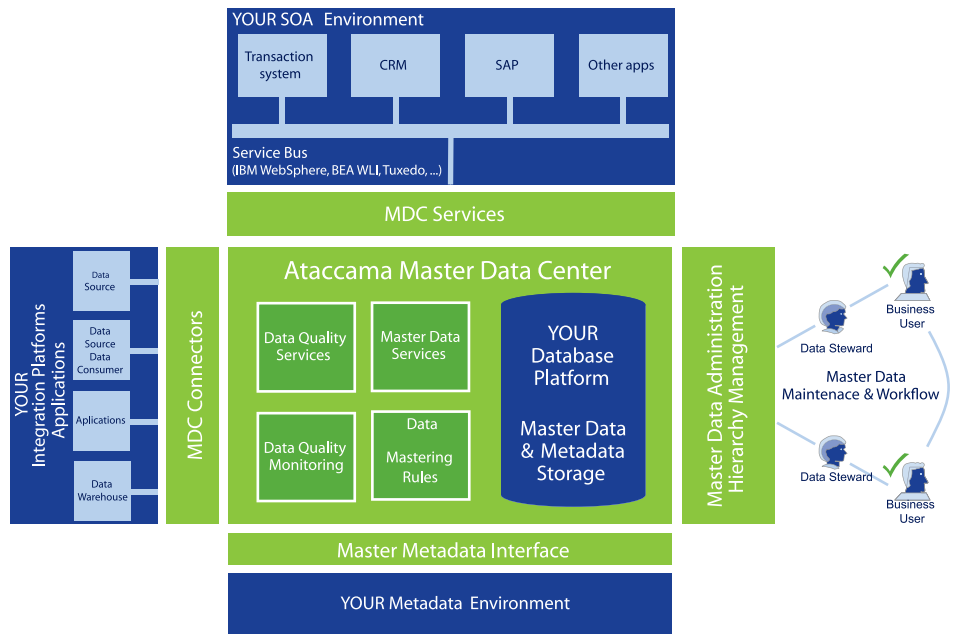 YOUR SOA Environment
Transaction
system
CRM
SAP
Other apps
Service Bus
(IBM WebSphere, BEA WLI, Tuxedo, ...)
MDC Services
YOUR
Integration Platforms
Applications
Data
Source
Data
Source
Data
Consumer
Aplications
Data
Warehouse
MDC Connectors
Ataccama Master Data Center
Data Quality
Services
Master Data
Services
Data Quality
Monitoring
Data
Mastering
Rules
YOUR
Database
Platform
Master Data
& Metadata
Storage
Master Data Administration
Hierarchy Management
Business
User
Data Steward
Master Data
Maintenace & Workflow
Data Steward
Business
User
Master Metadata Interface
YOUR Metadata Environment